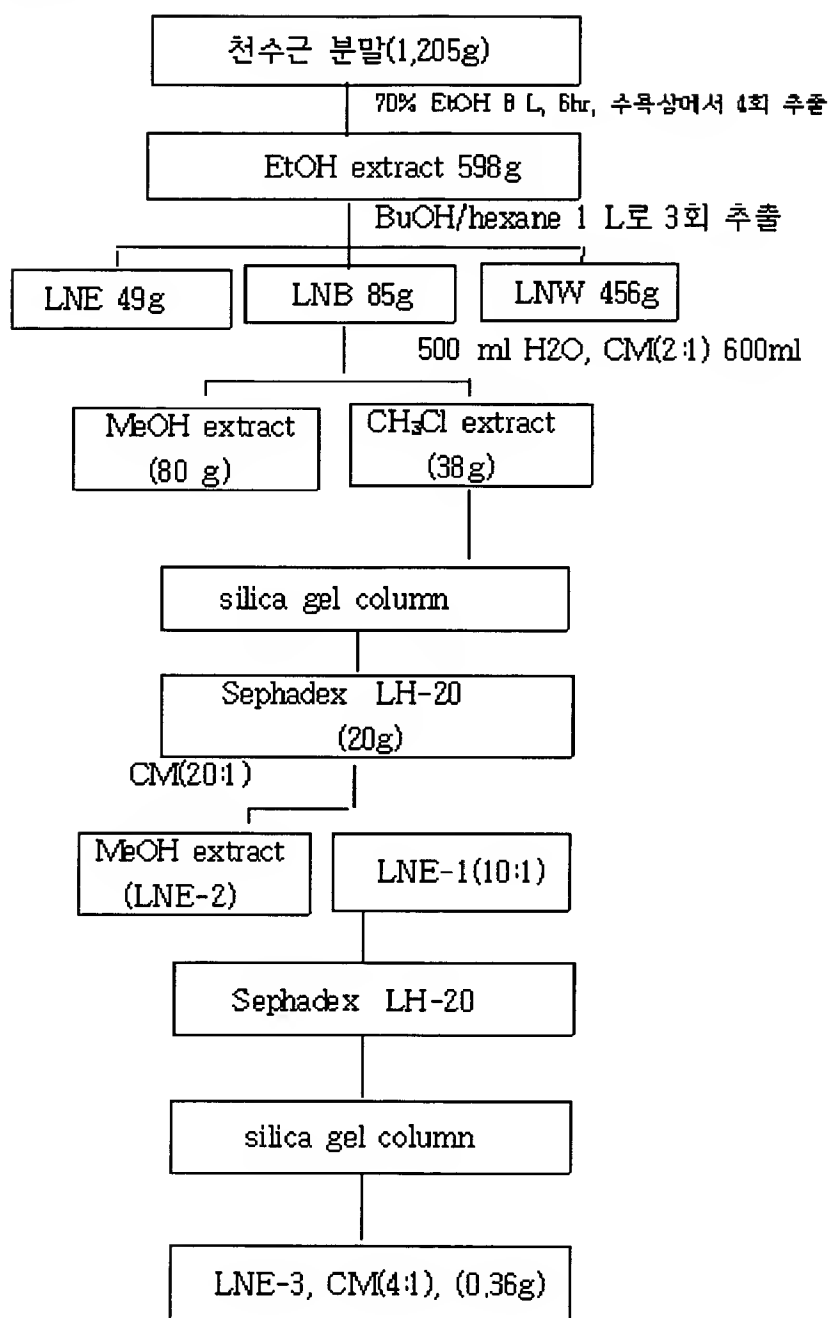 천수근 분말(1,205g)
70% EtOH 8 L, 6hr, 수욕상에서 4회 추출
EtOH extract 598g
BuOH/hexane 1 L로 3회 추출
LNE 49g
LNB 85g
LNW 456g
500 ml H2O, CM(2:1) 600ml
MeOH extract
(80 g)
CH₃Cl extract
(38g)
silica gel column
Sephadex LH-20
(20g)
CM(20:1)
MeOH extract
(LNE-2)
LNE-1(10:1)
Sephadex LH-20
silica gel column
LNE-3, CM(4:1), (0.36g)